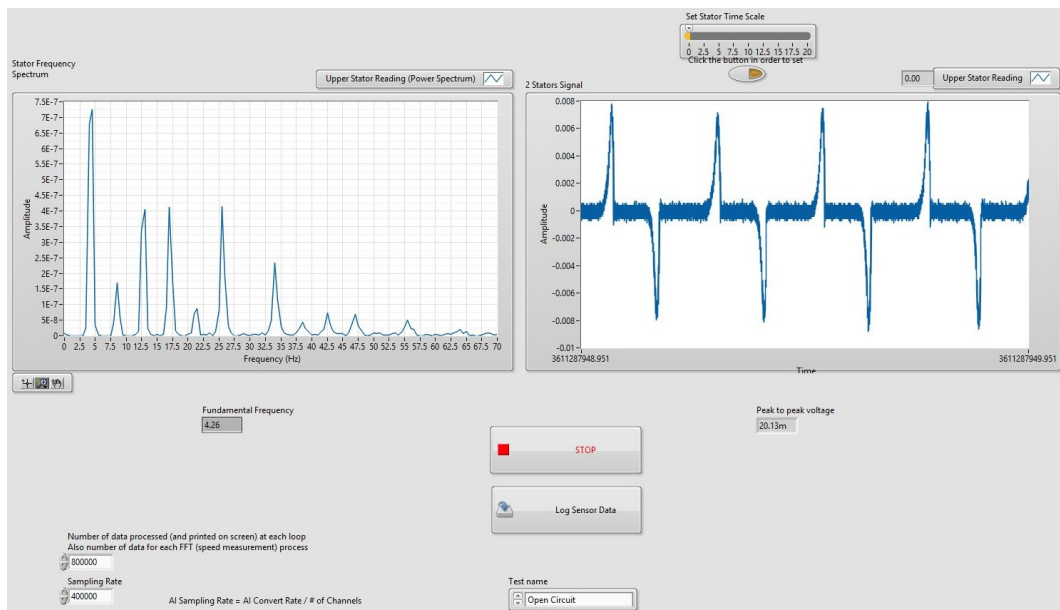 Set Stator Time Scale
0 2.5 5 7.5 10 12.5 15 17.5 20
Click the button in order to set
Stator Frequency
Spectrum
Upper Stator Reading (Power Spectrum)
2 Stators Signal
0.00
Upper Stator Reading
7.5E-7
7E-7
6.5E-7
6E-7
5.5E-7
5E-7
4.5E-7
4E-7
3.5E-7
3E-7
2.5E-7
2E-7
1.5E-7
1E-7
5E-8
0
Amplitude
0 2.5 5 7.5 10 12.5 15 17.5 20 22.5 25 27.5 30 32.5 35 37.5 40 42.5 45 47.5 50 52.5 55 57.5 60 62.5 65 67.5 70
Frequency (Hz)
0.008
0.006
0.004
0.002
0
-0.002
-0.004
-0.006
-0.008
-0.01
Amplitude
3611287948.951
3611287949.951
Time
Fundamental Frequency
4.26
Peak to peak voltage
20.13m
STOP
Log Sensor Data
Number of data processed (and printed on screen) at each loop
Also number of data for each FFT (speed measurement) process
800000
Sampling Rate
400000
AI Sampling Rate = AI Convert Rate / # of Channels
Test name
Open Circuit